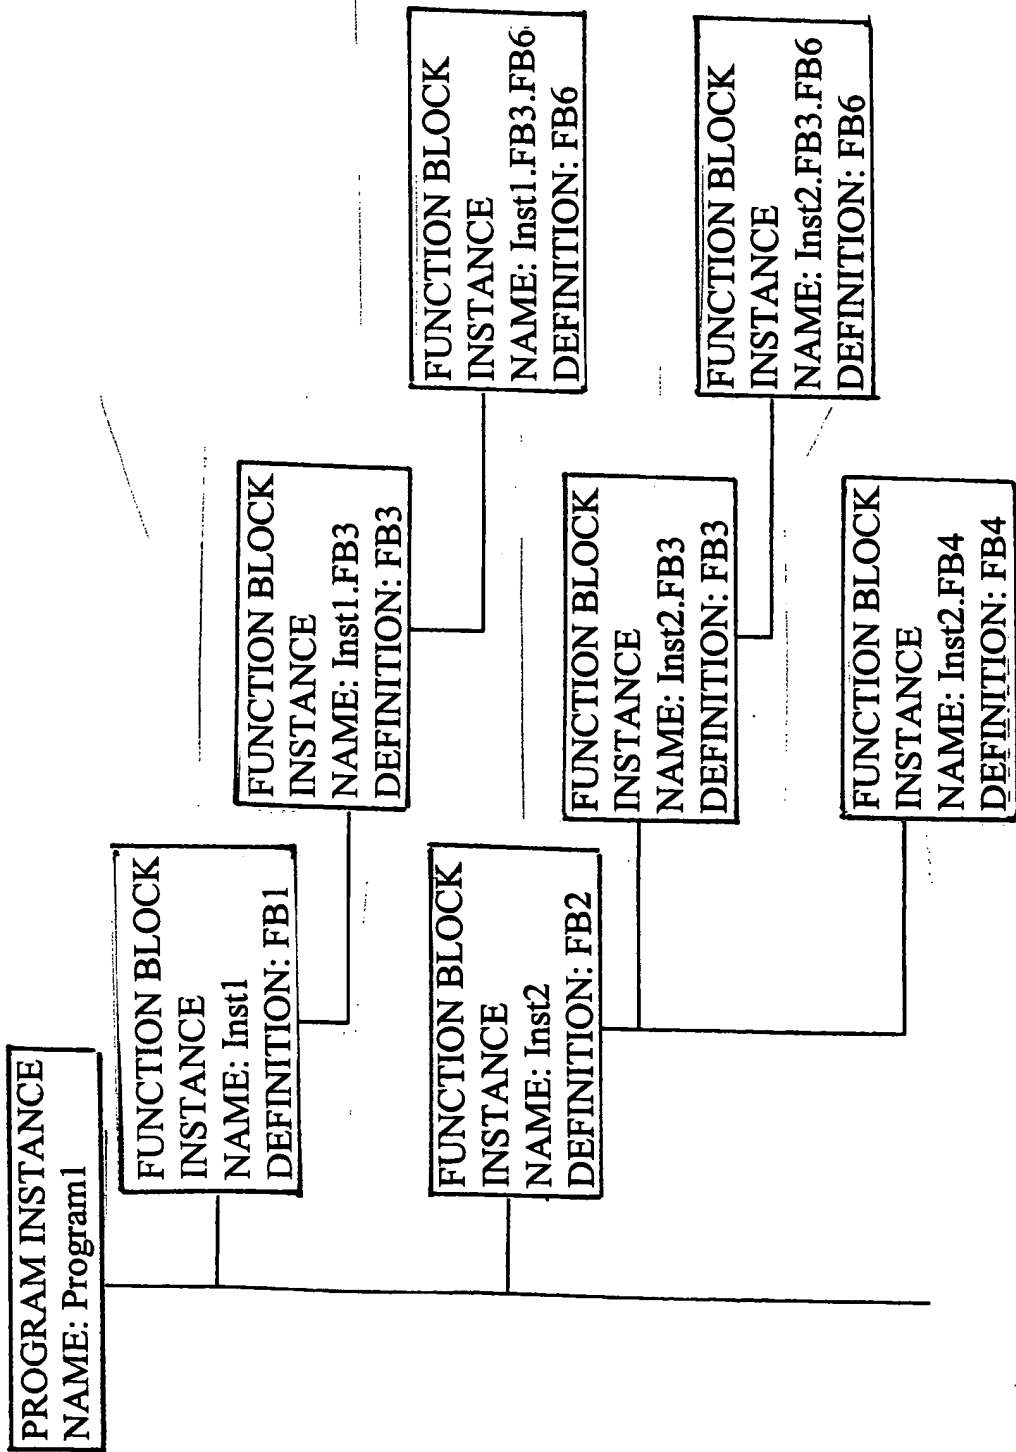 PROGRAM INSTANCE
NAME: Program1
FUNCTION BLOCK
INSTANCE
NAME: Inst1
DEFINITION: FB1
FUNCTION BLOCK
INSTANCE
NAME: Inst1.FB3
DEFINITION: FB3
FUNCTION BLOCK
INSTANCE
NAME: Inst1.FB3.FB6
DEFINITION: FB6
FUNCTION BLOCK
INSTANCE
NAME: Inst2
DEFINITION: FB2
FUNCTION BLOCK
INSTANCE
NAME: Inst2.FB3
DEFINITION: FB3
FUNCTION BLOCK
INSTANCE
NAME: Inst2.FB3.FB6
DEFINITION: FB6
FUNCTION BLOCK
INSTANCE
NAME: Inst2.FB4
DEFINITION: FB4